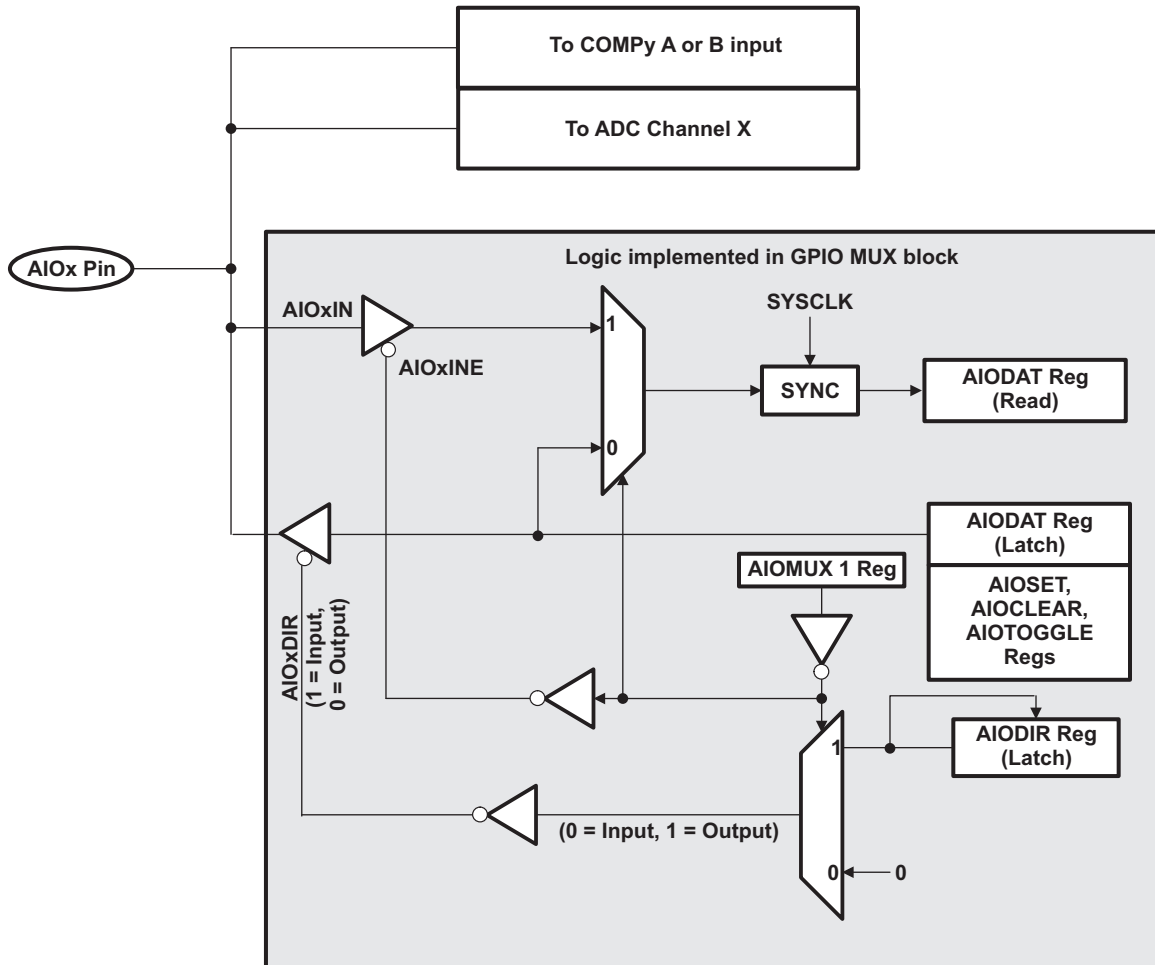 To COMPy A or B input
To ADC Channel X
AIOx Pin
Logic implemented in GPIO MUX block
AIOxIN
SYSCLK
1
AIOxINE
SYNC
AIODAT Reg
(Read)
0
AIODAT Reg
(Latch)
AIOMUX 1 Reg
AIOSET,
AIOCLEAR,
AIOTOGGLE
Regs
AIOxDIR
(1 = Input,
0 = Output)
1
AIODIR Reg
(Latch)
(0 = Input, 1 = Output)
0
0